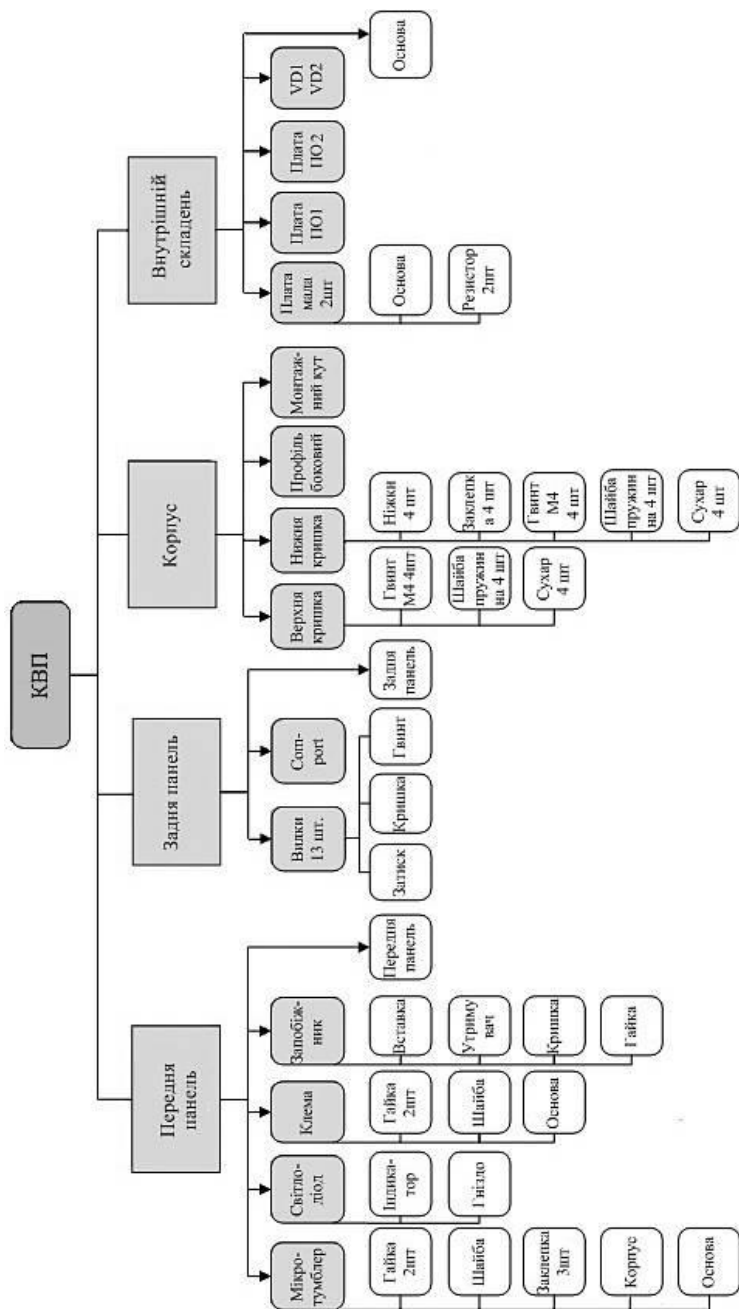 КВП
Передня
панель
Задня панель
Корпус
Внутрішній
складень
Мікро-
тумблер
Світло-
діод
Клема
Запобіж-
ник
Передня
панель
Вилки
13 шт.
Com-
port
Задня
панель
Верхня
кришка
Нижня
кришка
Профіль
боковий
Монтаж-
ний кут
Плата
мала
2шт
Плата
ПО1
Плата
ПО2
VD1
VD2
Основа
Гайка
2шт
Шайба
Заклепка
3шт
Корпус
Основа
Індика-
тор
Гніздо
Гайка
2шт
Шайба
Основа
Вставка
Утриму
вач
Кришка
Гайка
Затиск
Кришка
Гвинт
Гвинт
М4 4шт
Шайба
пружин
на 4 шт
Сухар
4 шт
Ніжки
4 шт
Заклепк
а 4 шт
Гвинт
М4
4 шт
Шайба
пружин
на 4 шт
Сухар
4 шт
Основа
Резистор
2шт